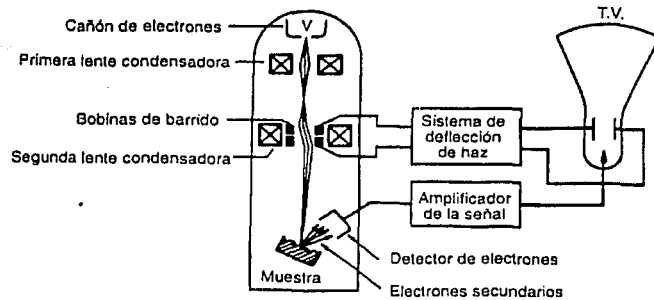 Cañón de electrones
V
T.V.
Primera lente condensadora
Bobinas de barrido
Segunda lente condensadora
Sistema de
deflección
de haz
Amplificador
de la señal
Muestra
Detector de electrones
Electrones secundarios